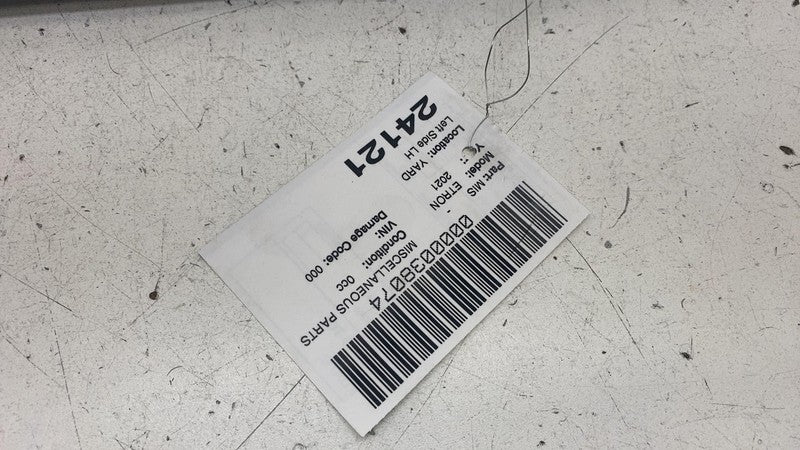 0000038074
Part: MIS - MISCELLANEOUS PARTS
Model: ETRON
Condition: 0cc
2021
VIN:
Location: YARD
Damage Code: 000
Left Side LH
24121